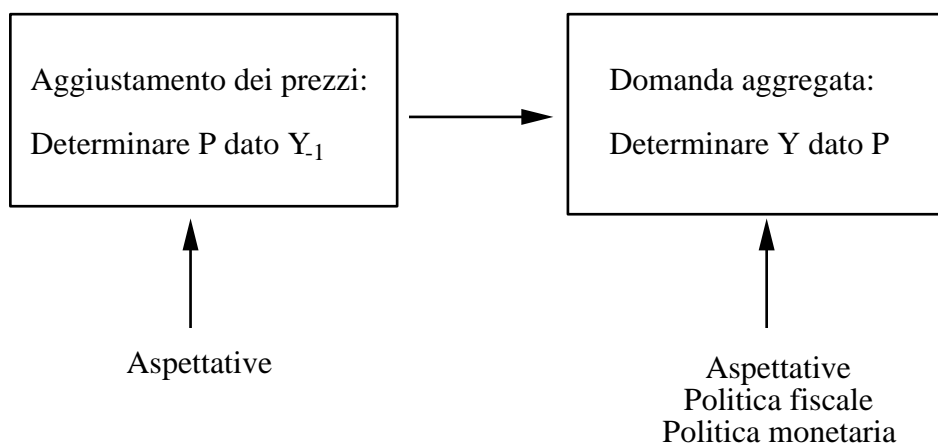 Aggiustamento dei prezzi:
Determinare P dato Y-1
Domanda aggregata:
Determinare Y dato P
Aspettative
Aspettative
Politica fiscale
Politica monetaria